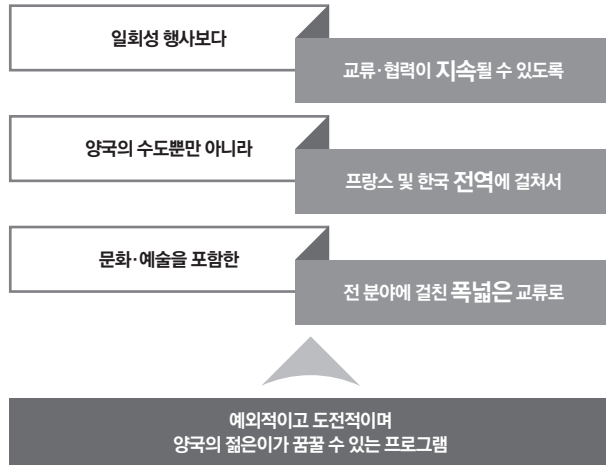 일회성 행사보다
교류·협력이 지속될 수 있도록
양국의 수도뿐만 아니라
프랑스 및 한국 전역에 걸쳐서
문화·예술을 포함한
전 분야에 걸친 폭넓은 교류로
예외적이고 도전적이며
양국의 젊은이가 꿈꿀 수 있는 프로그램